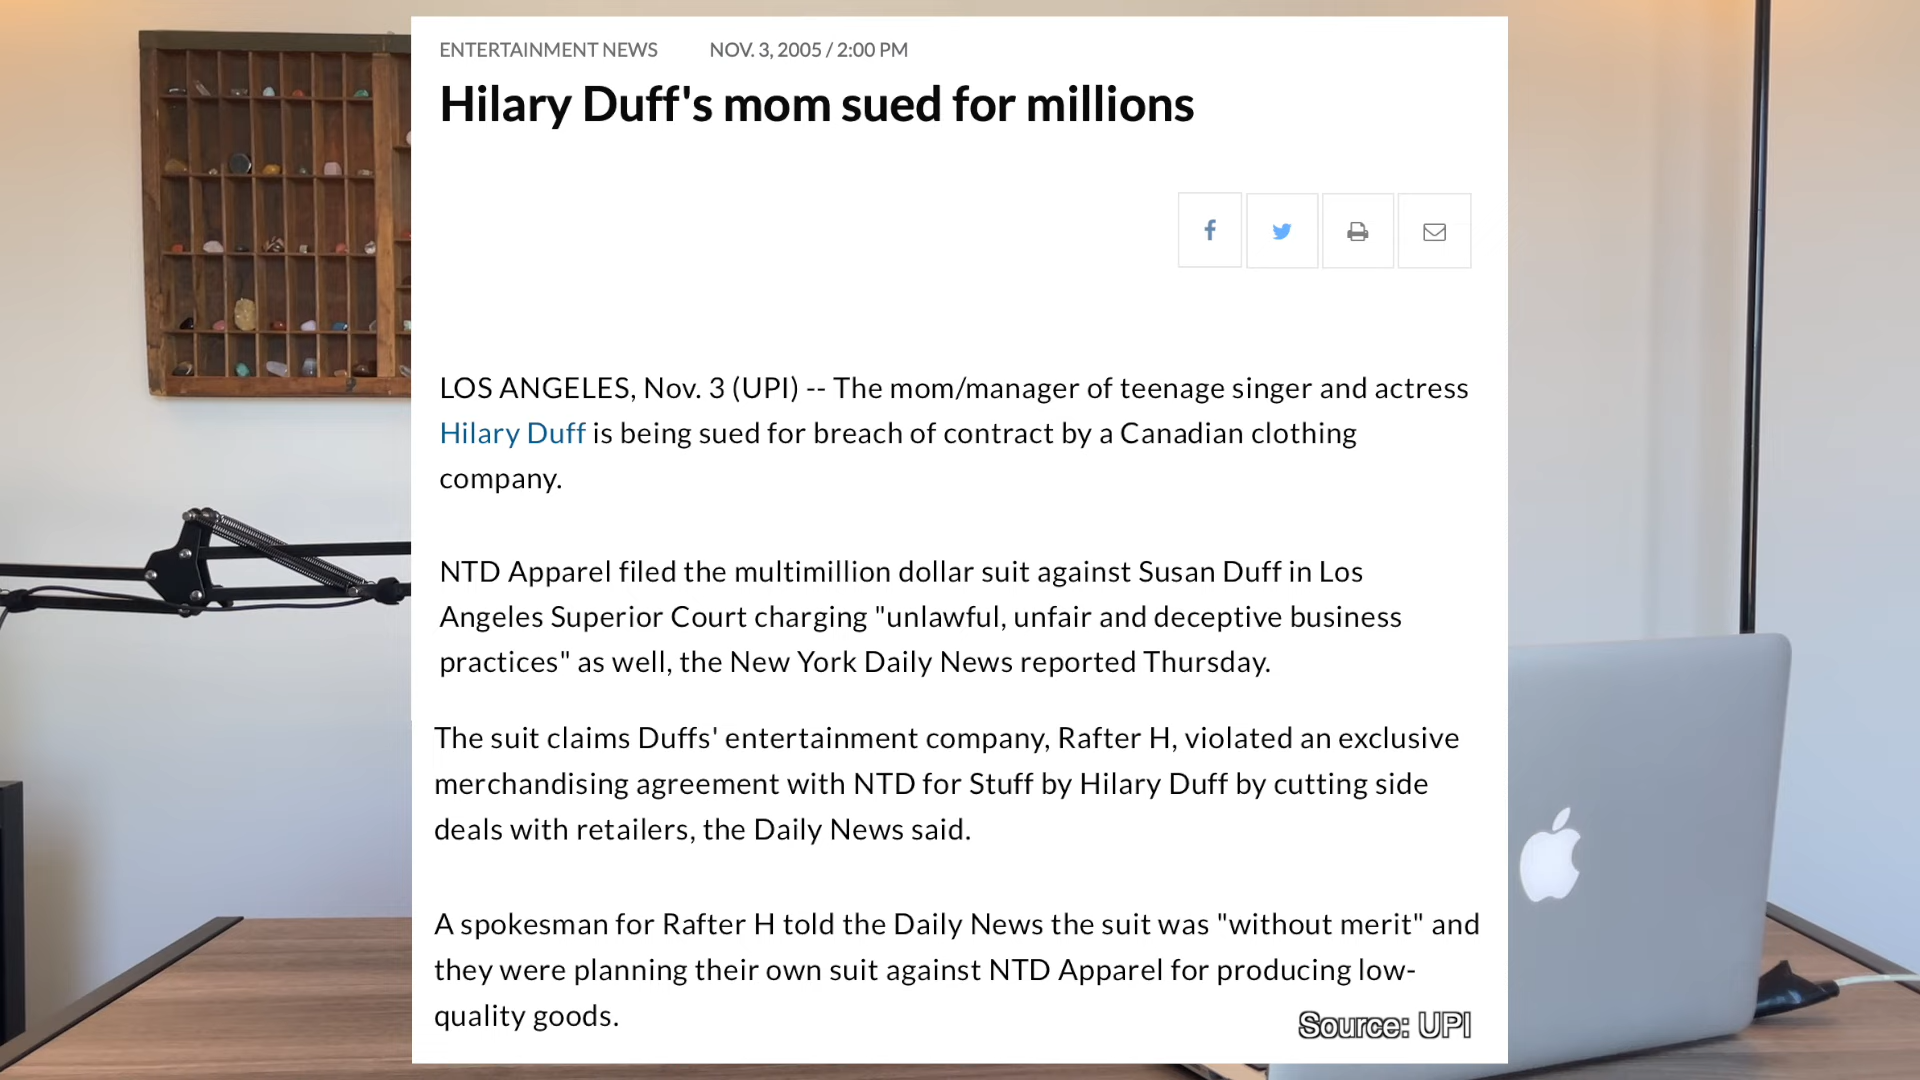 ENTERTAINMENT NEWS NOV. 3, 2005 / 2:00 PM
Hilary Duff's mom sued for millions
LOS ANGELES, Nov. 3 (UPI) -- The mom/manager of teenage singer and actress
Hilary Duff is being sued for breach of contract by a Canadian clothing
company.
NTD Apparel filed the multimillion dollar suit against Susan Duff in Los
Angeles Superior Court charging "unlawful, unfair and deceptive business
practices" as well, the New York Daily News reported Thursday.
The suit claims Duffs' entertainment company, Rafter H, violated an exclusive
merchandising agreement with NTD for Stuff by Hilary Duff by cutting side
deals with retailers, the Daily News said.
A spokesman for Rafter H told the Daily News the suit was "without merit" and
they were planning their own suit against NTD Apparel for producing low-
quality goods.
Source: UPI